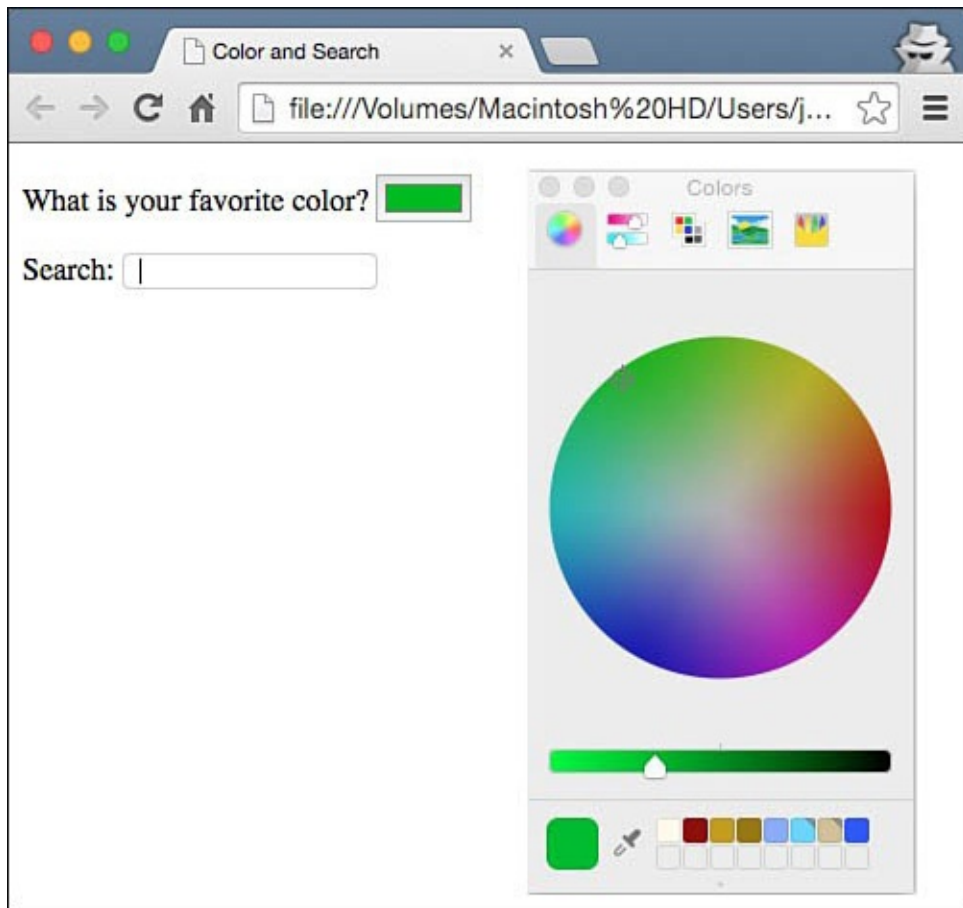 Color and Search
file:///Volumes/Macintosh%20HD/Users/j...
What is your favorite color?
Search:
Colors